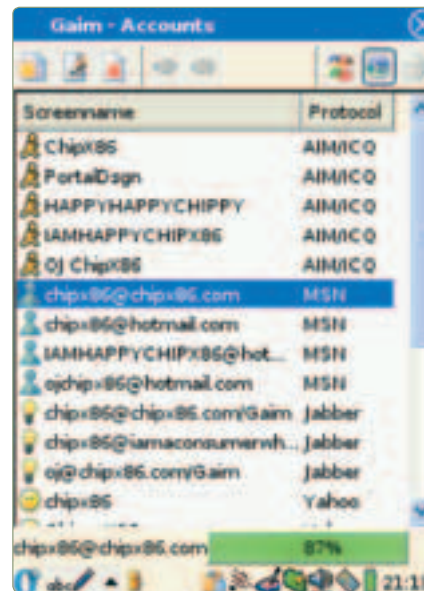 Gaim - Accounts
Screenname Protocol
ChipX86 AIM/ICQ
PortalDsgn AIM/ICQ
HAPPYHAPPYCHIPPY AIM/ICQ
IAMHAPPYCHIPX86 AIM/ICQ
OJ ChipX86 AIM/ICQ
chipx86@chipx86.com MSN
chipx86@hotmail.com MSN
IAMHAPPYCHIPX86@hot... MSN
ojchipx86@hotmail.com MSN
chipx86@chipx86.com/Gaim Jabber
chipx86@iamaconsumerwh... Jabber
oj@chipx86.com/Gaim Jabber
chipx86 Yahoo
chipx86@chipx86.com 87%
abc